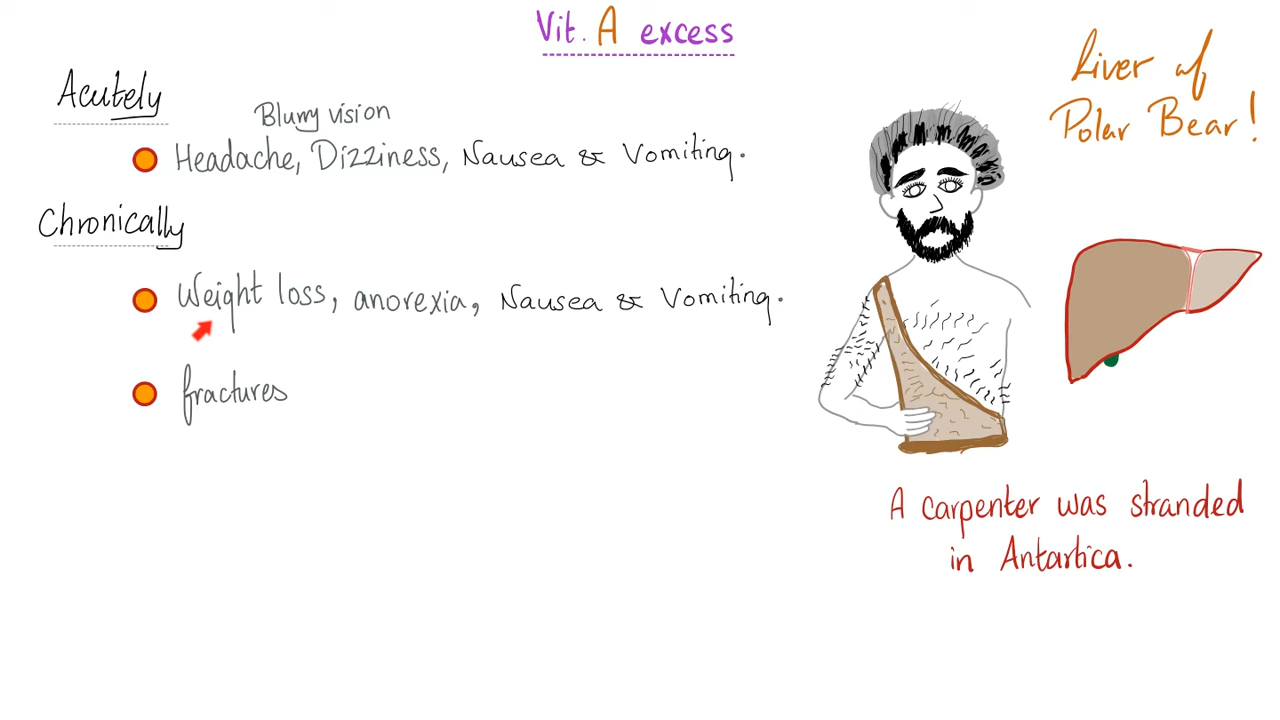 Vit. A excess
Acutely
Blurry vision
Headache, Dizziness, Nausea & Vomiting.
Chronically
Weight loss, anorexia, Nausea & Vomiting.
fractures
Liver of
Polar Bear!
A carpenter was stranded
in Antartica.